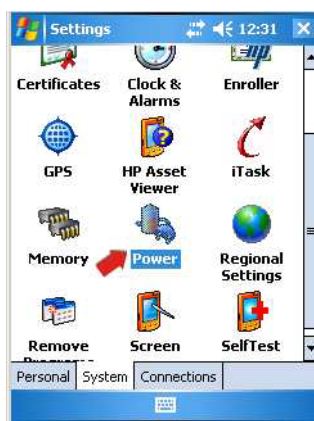 Settings 12:31
Certificates Clock & Enroller
Alarms
GPS HP Asset iTask
Viewer
Memory Power Regional
Settings
Remove Screen SelfTest
Programs
Personal System Connections